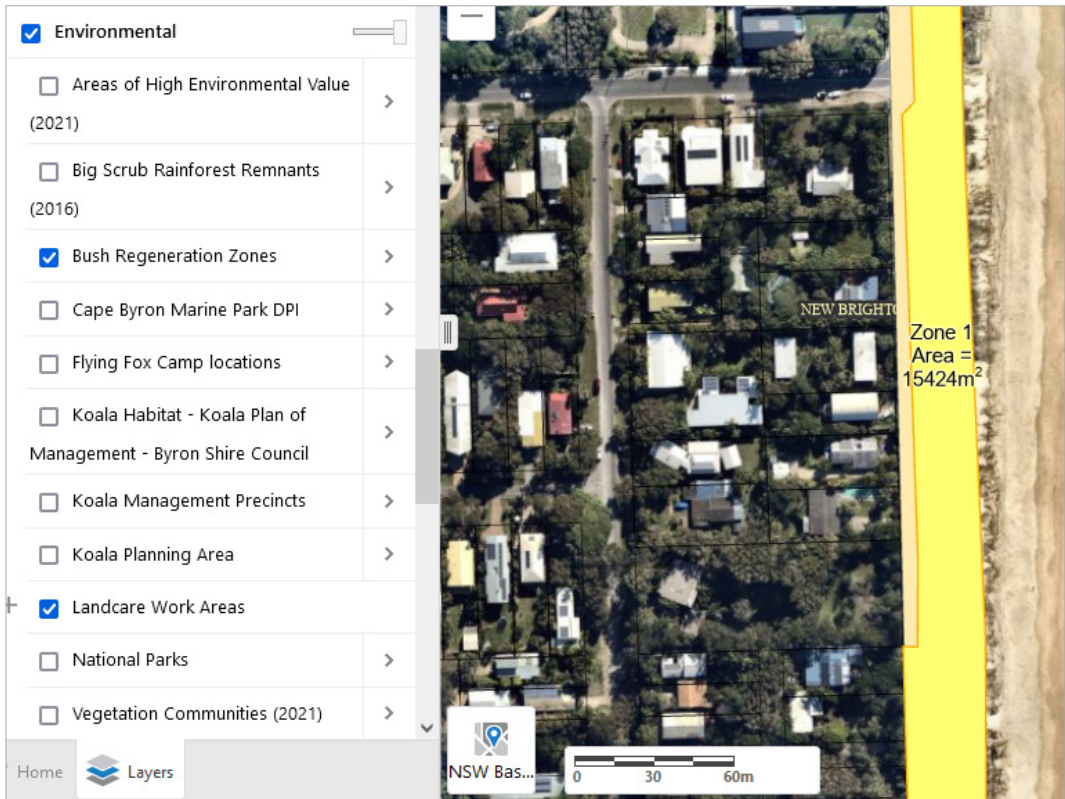 Environmental
Areas of High Environmental Value
(2021)
Big Scrub Rainforest Remnants
(2016)
Bush Regeneration Zones
Cape Byron Marine Park DPI
Flying Fox Camp locations
Koala Habitat - Koala Plan of
Management - Byron Shire Council
Koala Management Precincts
Koala Planning Area
Landcare Work Areas
National Parks
Vegetation Communities (2021)
Home
Layers
NEW BRIGHTO
Zone 1
Area =
15424m²
NSW Bas...
0 30 60m